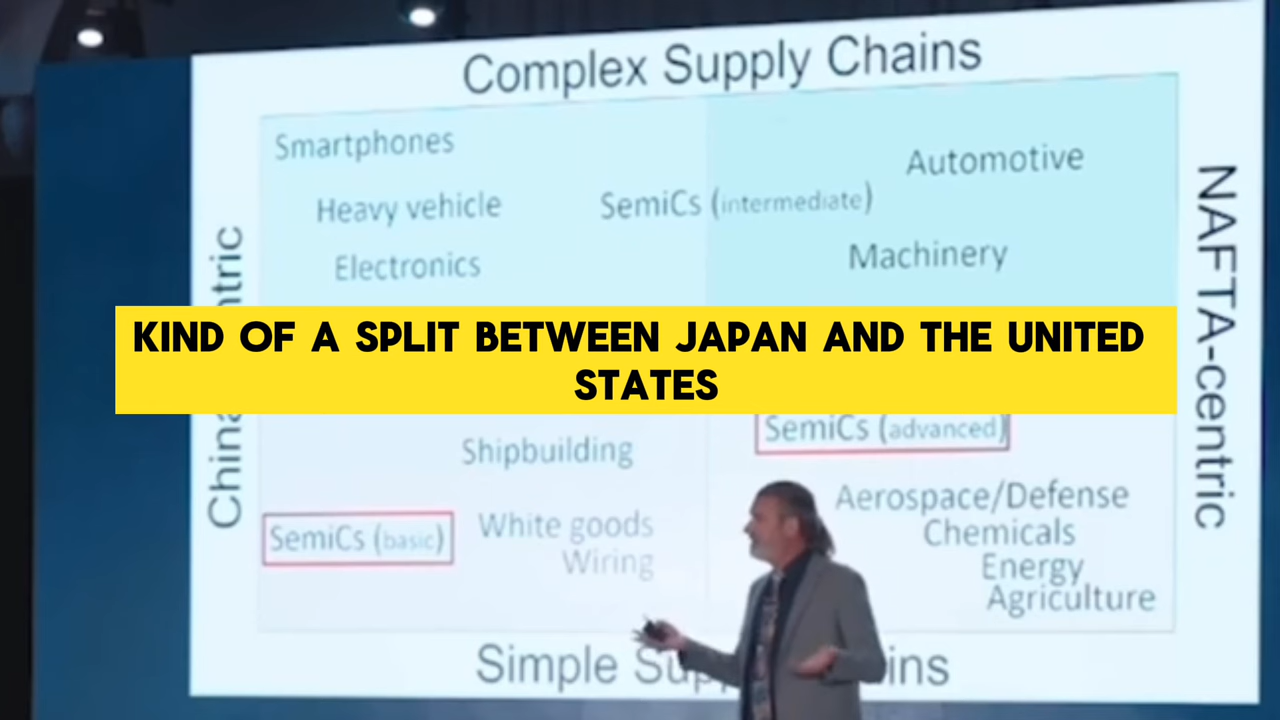 Complex Supply Chains
Smartphones
Automotive
Heavy vehicle
SemiCs (intermediate)
Electronics
Machinery
NAFTA-centric
KIND OF A SPLIT BETWEEN JAPAN AND THE UNITED
STATES
SemiCs (advanced)
Shipbuilding
Aerospace/Defense
SemiCs (basic)
White goods
Chemicals
Wiring
Energy
Agriculture
Simple